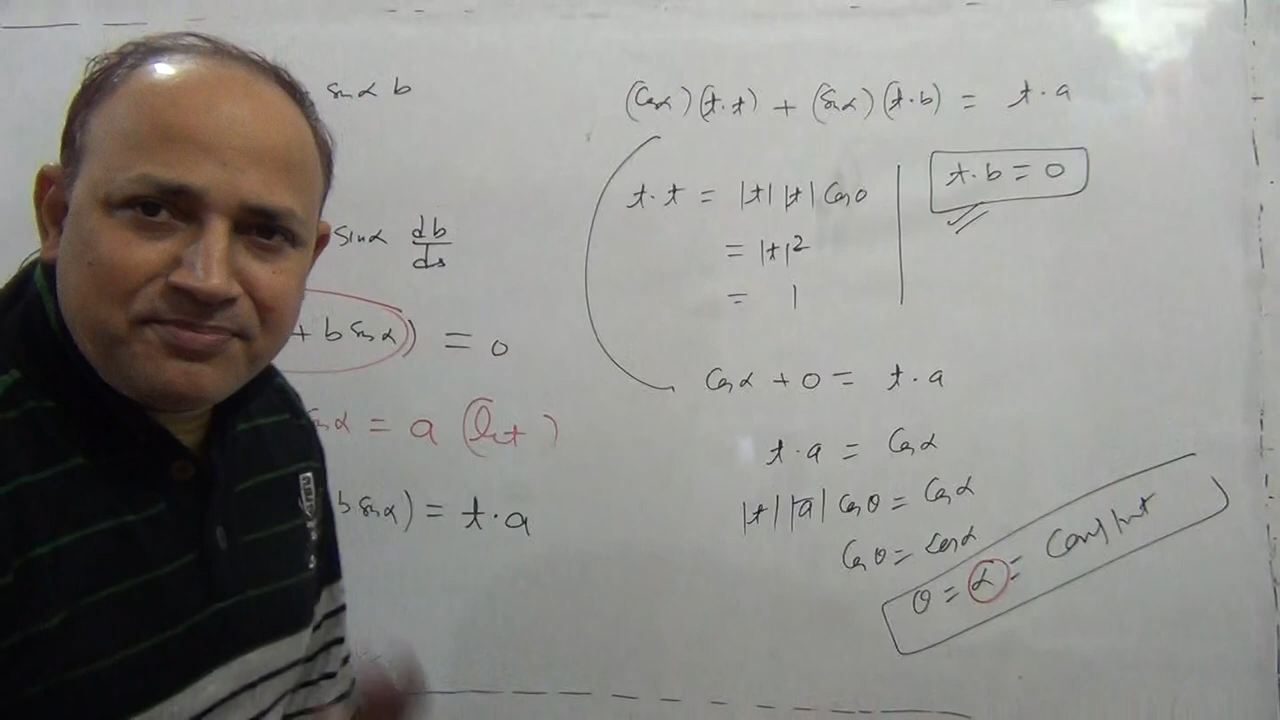 sinα b
sinα db/ds
+ b sinα) = 0
α = a (let)
b sinα) = t·a
(Cosα)(t·t) + (sinα)(t·b) = t·a
t·t = |t| |t| Cos0
= |t|²
= 1
t·b = 0
Cosα + 0 = t·a
t·a = Cosα
|t| |a| Cosθ = Cosα
Cosθ = Cosα
θ = α = Constant